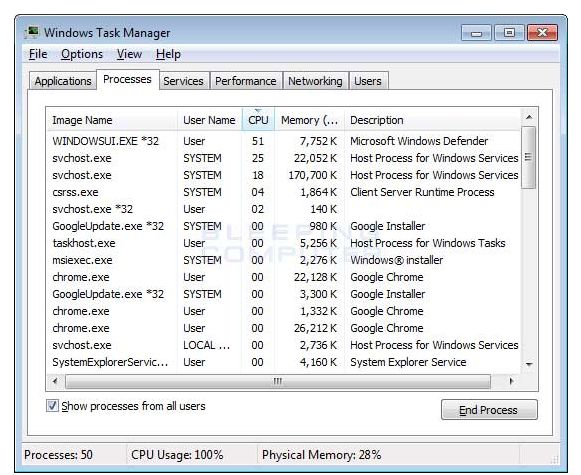 Windows Task Manager
File Options View Help
Applications Processes Services Performance Networking Users
Image Name User Name CPU Memory (... Description
WINDOWSUI.EXE *32 User 51 7,752 K Microsoft Windows Defender
svchost.exe SYSTEM 25 22,052 K Host Process for Windows Services
svchost.exe SYSTEM 18 170,700 K Host Process for Windows Services
csrss.exe SYSTEM 04 1,864 K Client Server Runtime Process
svchost.exe *32 User 02 140 K
GoogleUpdate.exe *32 SYSTEM 00 980 K Google Installer
taskhost.exe User 00 5,256 K Host Process for Windows Tasks
msiexec.exe SYSTEM 00 2,276 K Windows® installer
chrome.exe User 00 22,128 K Google Chrome
GoogleUpdate.exe *32 SYSTEM 00 3,300 K Google Installer
chrome.exe User 00 1,332 K Google Chrome
chrome.exe User 00 26,212 K Google Chrome
svchost.exe LOCAL ... 00 2,736 K Host Process for Windows Services
SystemExplorerServic... User 00 4,160 K System Explorer Service
BLEEPING
COMPUTER
Show processes from all users
End Process
Processes: 50 CPU Usage: 100% Physical Memory: 28%